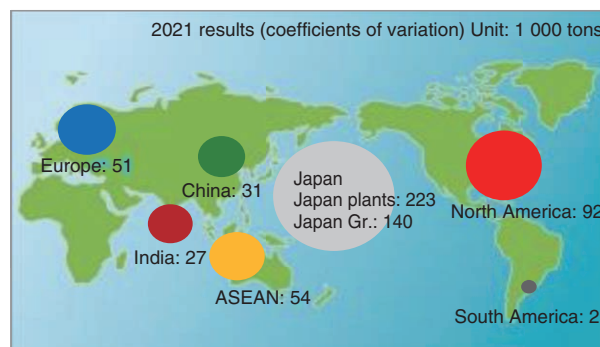 2021 results (coefficients of variation) Unit: 1 000 tons
Europe: 51
China: 31
Japan
Japan plants: 223
Japan Gr.: 140
North America: 92
India: 27
ASEAN: 54
South America: 2